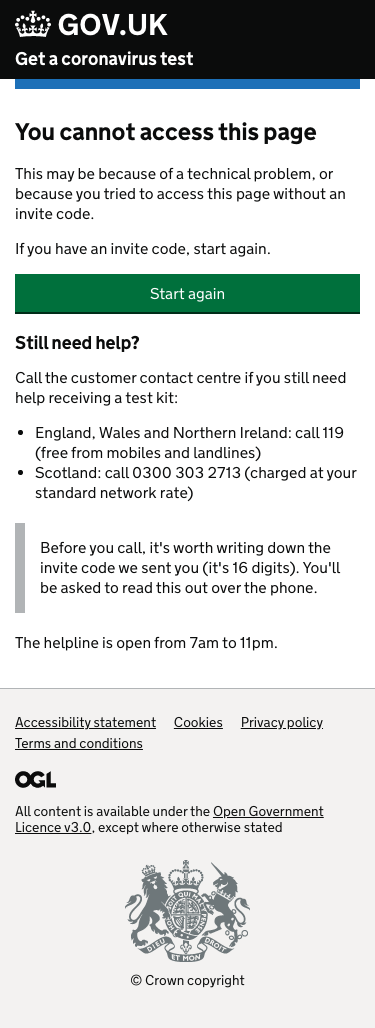 GOV.UK
Get a coronavirus test
You cannot access this page
This may be because of a technical problem, or
because you tried to access this page without an
invite code.
If you have an invite code, start again.
Start again
Still need help?
Call the customer contact centre if you still need
help receiving a test kit:
England, Wales and Northern Ireland: call 119
(free from mobiles and landlines)
Scotland: call 0300 303 2713 (charged at your
standard network rate)
Before you call, it's worth writing down the
invite code we sent you (it's 16 digits). You'll
be asked to read this out over the phone.
The helpline is open from 7am to 11pm.
Accessibility statement Cookies Privacy policy
Terms and conditions
OGL
All content is available under the Open Government
Licence v3.0, except where otherwise stated
DIEU ET MON DROIT
© Crown copyright